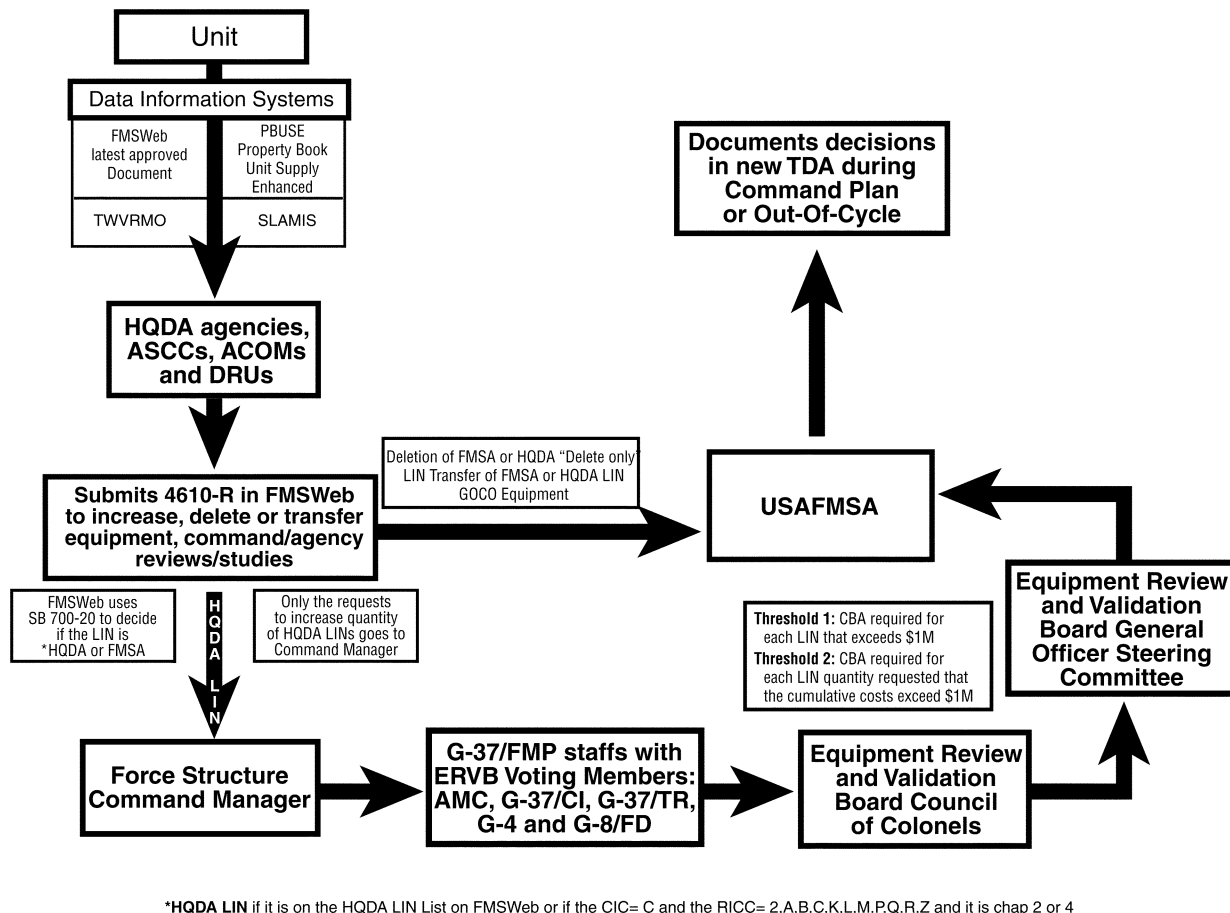 Unit
Data Information Systems
FMSWeb
latest approved
Document
PBUSE
Property Book
Unit Supply
Enhanced
TWVRMO
SLAMIS
HQDA agencies,
ASCCs, ACOMs
and DRUs
Submits 4610-R in FMSWeb
to increase, delete or transfer
equipment, command/agency
reviews/studies
Deletion of FMSA or HQDA “Delete only”
LIN Transfer of FMSA or HQDA LIN
GOCO Equipment
USAFMSA
Documents decisions
in new TDA during
Command Plan
or Out-Of-Cycle
FMSWeb uses
SB 700-20 to decide
if the LIN is
*HQDA or FMSA
HQDA LIN
Only the requests
to increase quantity
of HQDA LINs goes to
Command Manager
Force Structure
Command Manager
G-37/FMP staffs with
ERVB Voting Members:
AMC, G-37/CI, G-37/TR,
G-4 and G-8/FD
Threshold 1: CBA required for
each LIN that exceeds $1M
Threshold 2: CBA required for
each LIN quantity requested that
the cumulative costs exceed $1M
Equipment Review
and Validation
Board Council
of Colonels
Equipment Review
and Validation
Board General
Officer Steering
Committee
*HQDA LIN if it is on the HQDA LIN List on FMSWeb or if the CIC= C and the RICC= 2,A,B,C,K,L,M,P,Q,R,Z and it is chap 2 or 4